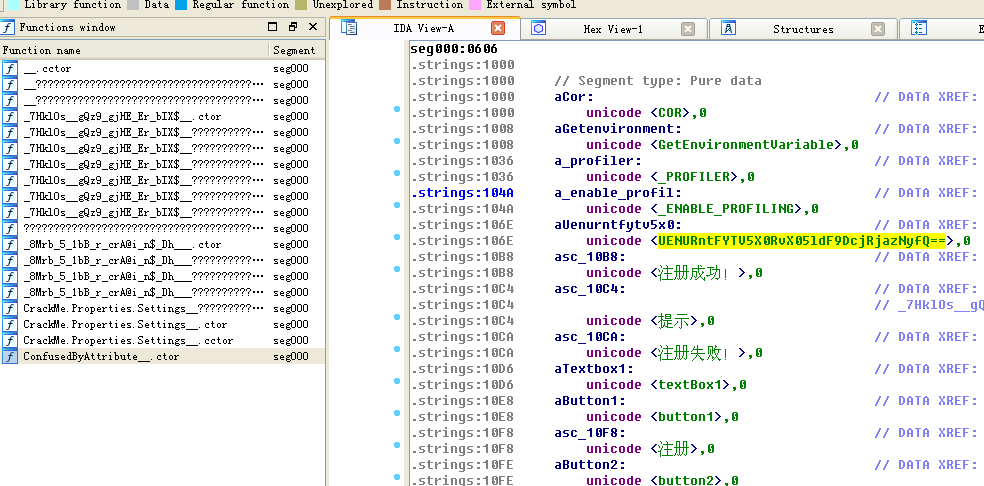 Library function Data Regular function Unexplored Instruction External symbol
Functions window
IDA View-A Hex View-1 Structures
Function name Segment
__.cctor seg000
__????????????????????????????????????… seg000
__????????????????????????????????????… seg000
_7HklOs__gQz9_gjHE_Er_bIX$__.ctor seg000
_7HklOs__gQz9_gjHE_Er_bIX$__??????????… seg000
_7HklOs__gQz9_gjHE_Er_bIX$__??????????… seg000
_7HklOs__gQz9_gjHE_Er_bIX$__??????????… seg000
_7HklOs__gQz9_gjHE_Er_bIX$__??????????… seg000
_7HklOs__gQz9_gjHE_Er_bIX$__??????????… seg000
_7HklOs__gQz9_gjHE_Er_bIX$__??????????… seg000
??????????????????????????????????????… seg000
_8Mrb_5_1bB_r_crA@i_n$_Dh___.ctor seg000
_8Mrb_5_1bB_r_crA@i_n$_Dh___??????????… seg000
_8Mrb_5_1bB_r_crA@i_n$_Dh___??????????… seg000
_8Mrb_5_1bB_r_crA@i_n$_Dh___??????????… seg000
CrackMe.Properties.Settings__?????????… seg000
CrackMe.Properties.Settings__.ctor seg000
CrackMe.Properties.Settings__.cctor seg000
ConfusedByAttribute__.ctor seg000
seg000:0606
.strings:1000
.strings:1000 // Segment type: Pure data
.strings:1000 aCor: // DATA XREF:
.strings:1000 unicode <COR>,0
.strings:1008 aGetenvironment: // DATA XREF:
.strings:1008 unicode <GetEnvironmentVariable>,0
.strings:1036 a_profiler: // DATA XREF:
.strings:1036 unicode <_PROFILER>,0
.strings:104A a_enable_profil: // DATA XREF:
.strings:104A unicode <_ENABLE_PROFILING>,0
.strings:106E aUenurntfytv5x0: // DATA XREF:
.strings:106E unicode <UENURntFYTV5X0RvX05ldF9DcjRjazNyfQ==>,0
.strings:10B8 asc_10B8: // DATA XREF:
.strings:10B8 unicode <注册成功！>,0
.strings:10C4 asc_10C4: // DATA XREF:
.strings:10C4 // _7HklOs__gQ
.strings:10C4 unicode <提示>,0
.strings:10CA asc_10CA: // DATA XREF:
.strings:10CA unicode <注册失败！>,0
.strings:10D6 aTextbox1: // DATA XREF:
.strings:10D6 unicode <textBox1>,0
.strings:10E8 aButton1: // DATA XREF:
.strings:10E8 unicode <button1>,0
.strings:10F8 asc_10F8: // DATA XREF:
.strings:10F8 unicode <注册>,0
.strings:10FE aButton2: // DATA XREF:
.strings:10FE unicode <button2>,0